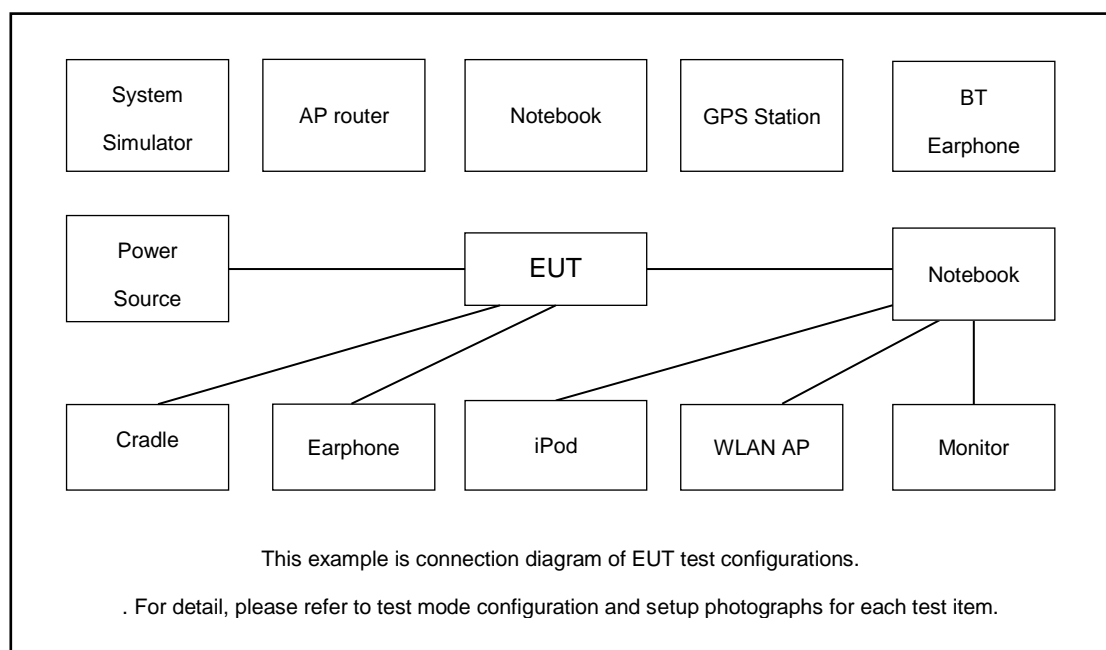 System
Simulator
AP router
Notebook
GPS Station
BT
Earphone
Power
Source
EUT
Notebook
Cradle
Earphone
iPod
WLAN AP
Monitor
This example is connection diagram of EUT test configurations.
. For detail, please refer to test mode configuration and setup photographs for each test item.